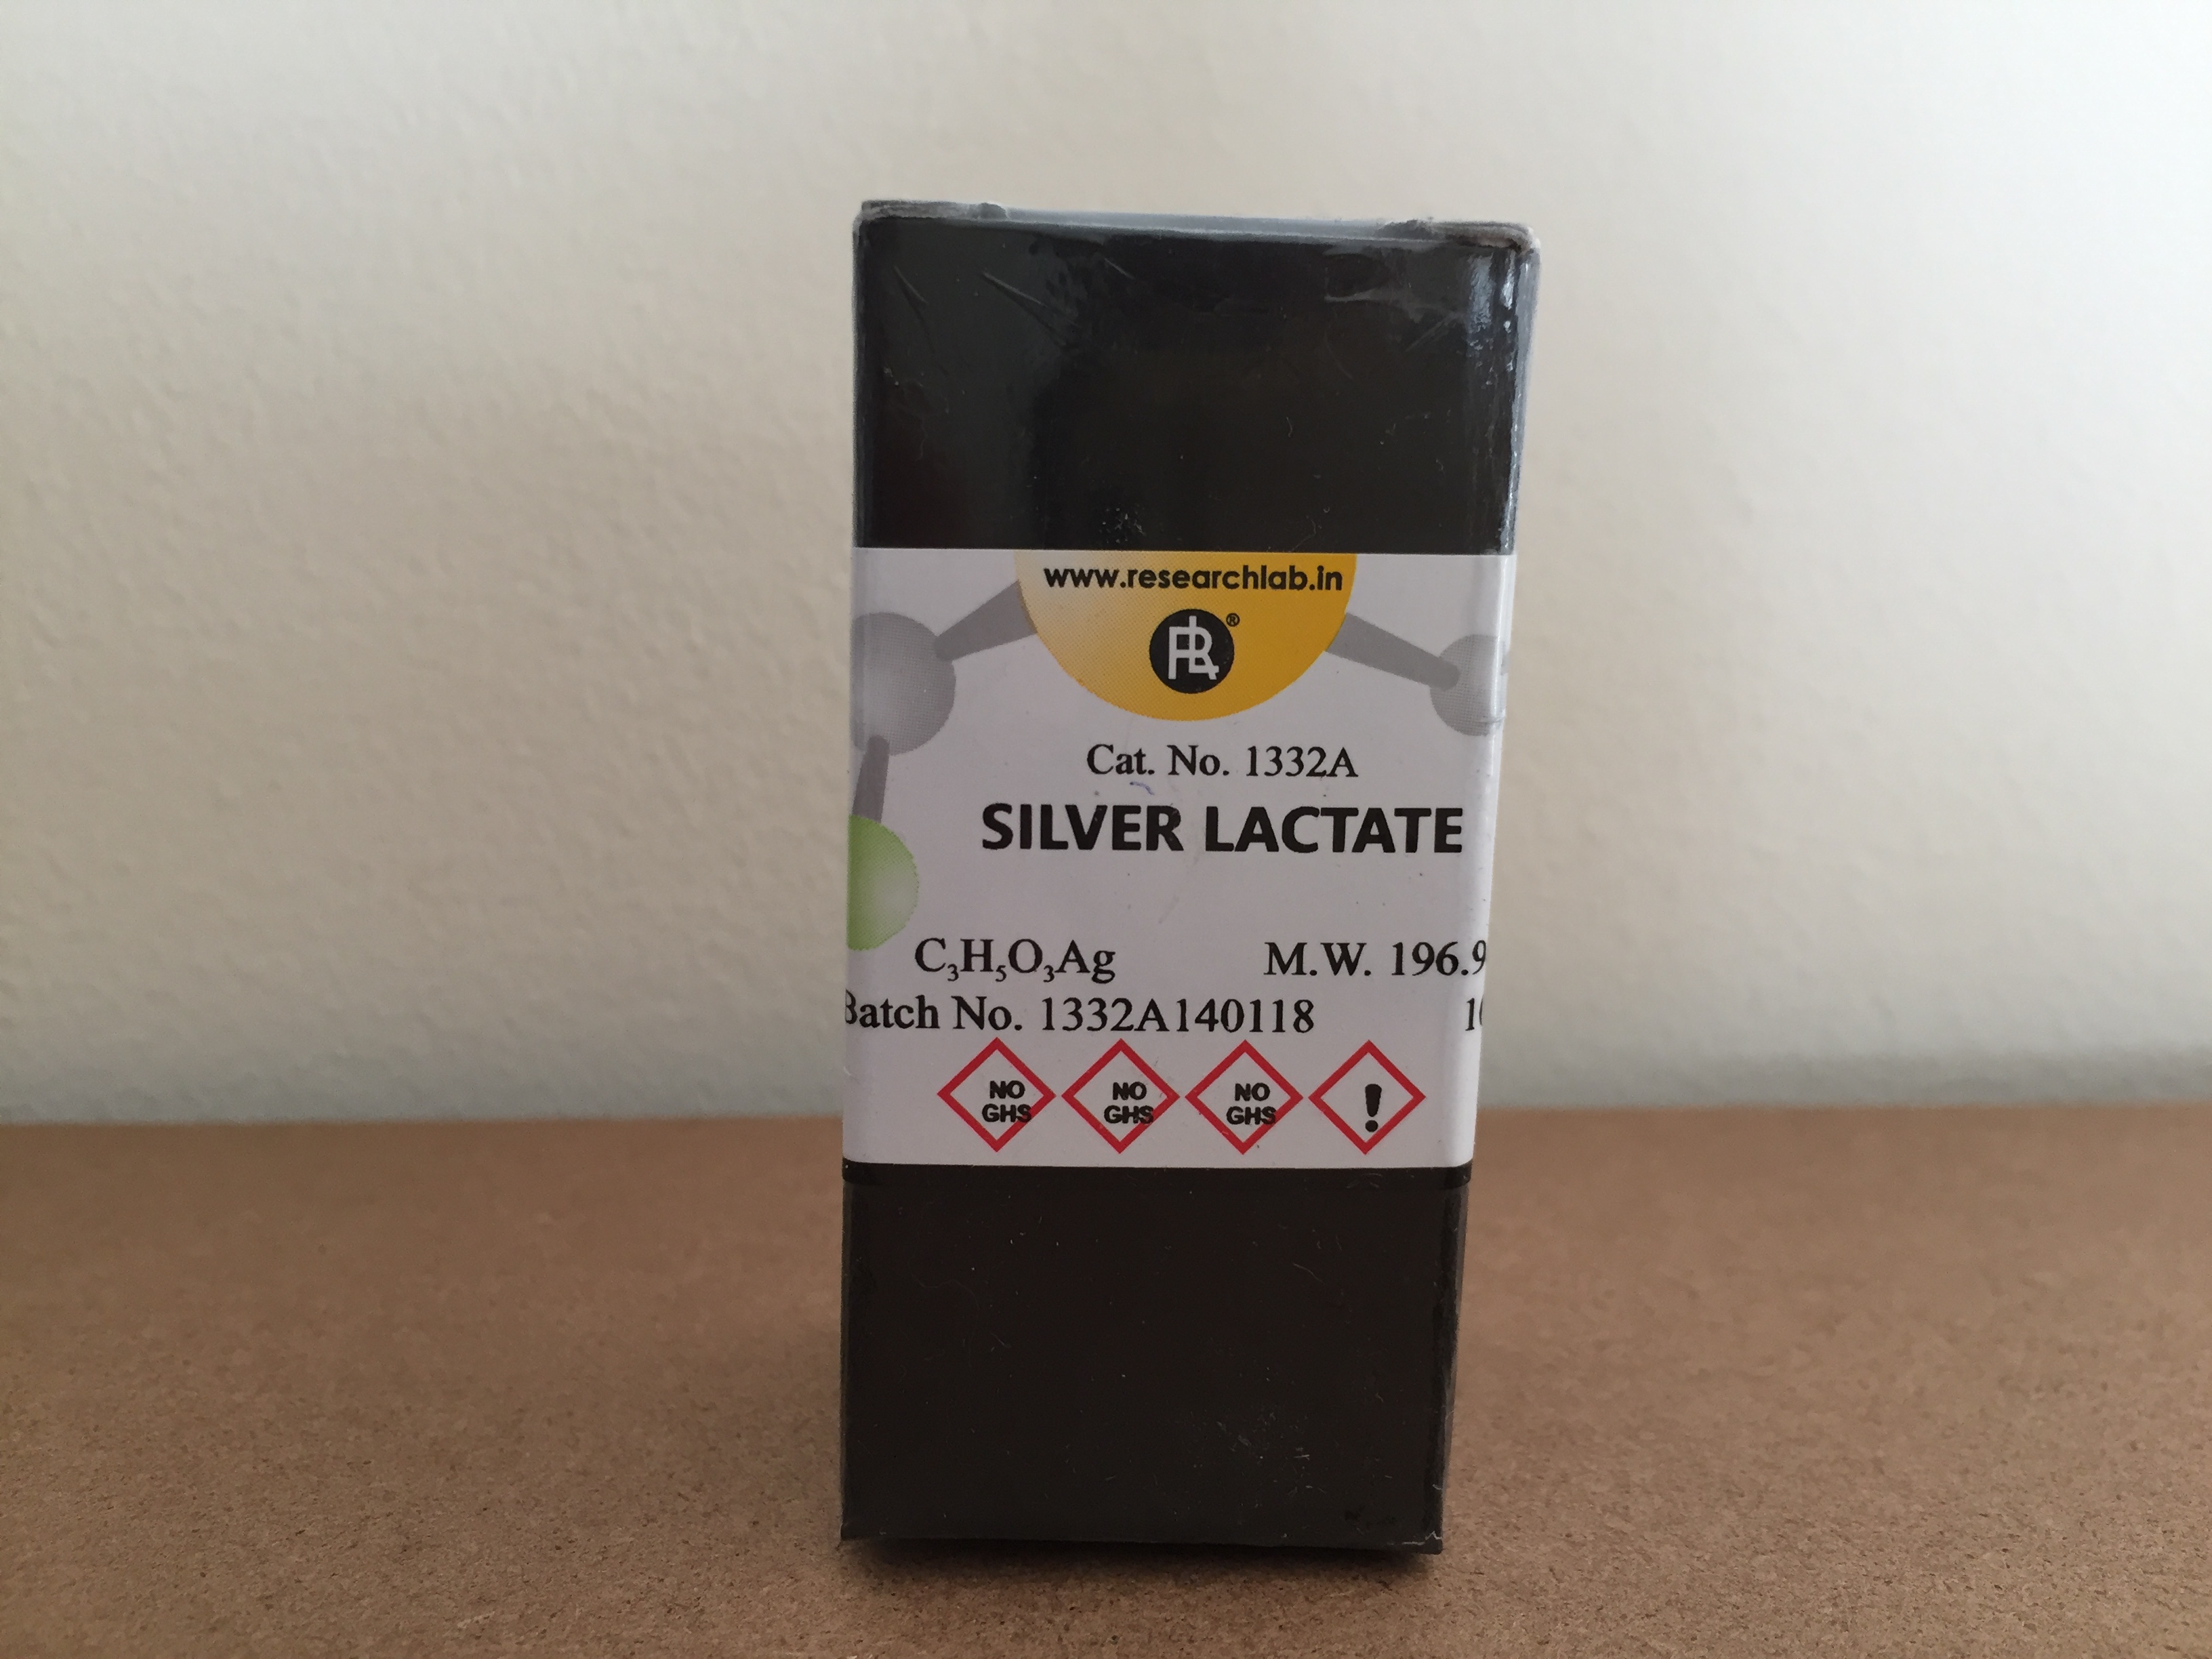 www.researchlab.in
RL®
Cat. No. 1332A
SILVER LACTATE
C₃H₅O₃Ag M.W. 196.9
Batch No. 1332A140118
NO GHS NO GHS NO GHS !